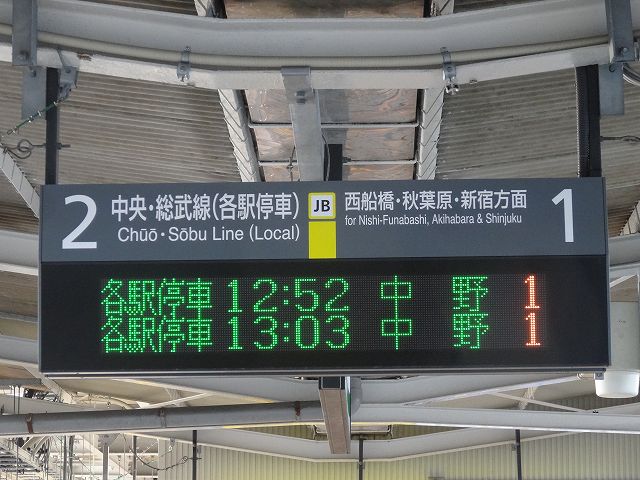 2 中央・総武線(各駅停車) JB 西船橋・秋葉原・新宿方面 1
Chūō・Sōbu Line (Local) for Nishi-Funabashi, Akihabara & Shinjuku
各駅停車 12:52 中野 1
各駅停車 13:03 中野 1